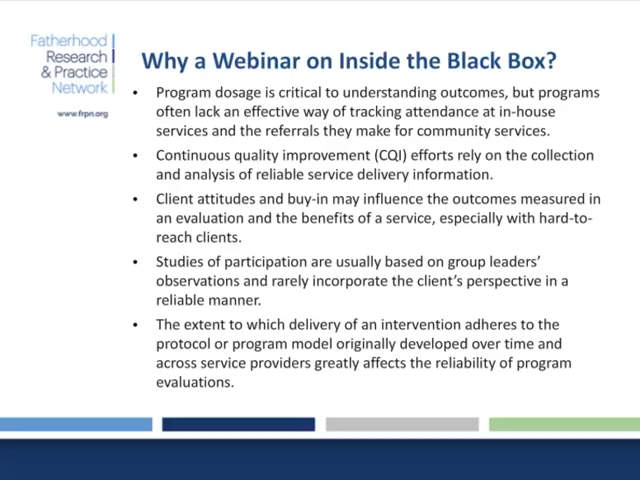 Fatherhood
Research
& Practice
Network
www.frpn.org
Why a Webinar on Inside the Black Box?
• Program dosage is critical to understanding outcomes, but programs
often lack an effective way of tracking attendance at in-house
services and the referrals they make for community services.
• Continuous quality improvement (CQI) efforts rely on the collection
and analysis of reliable service delivery information.
• Client attitudes and buy-in may influence the outcomes measured in
an evaluation and the benefits of a service, especially with hard-to-
reach clients.
• Studies of participation are usually based on group leaders’
observations and rarely incorporate the client’s perspective in a
reliable manner.
• The extent to which delivery of an intervention adheres to the
protocol or program model originally developed over time and
across service providers greatly affects the reliability of program
evaluations.